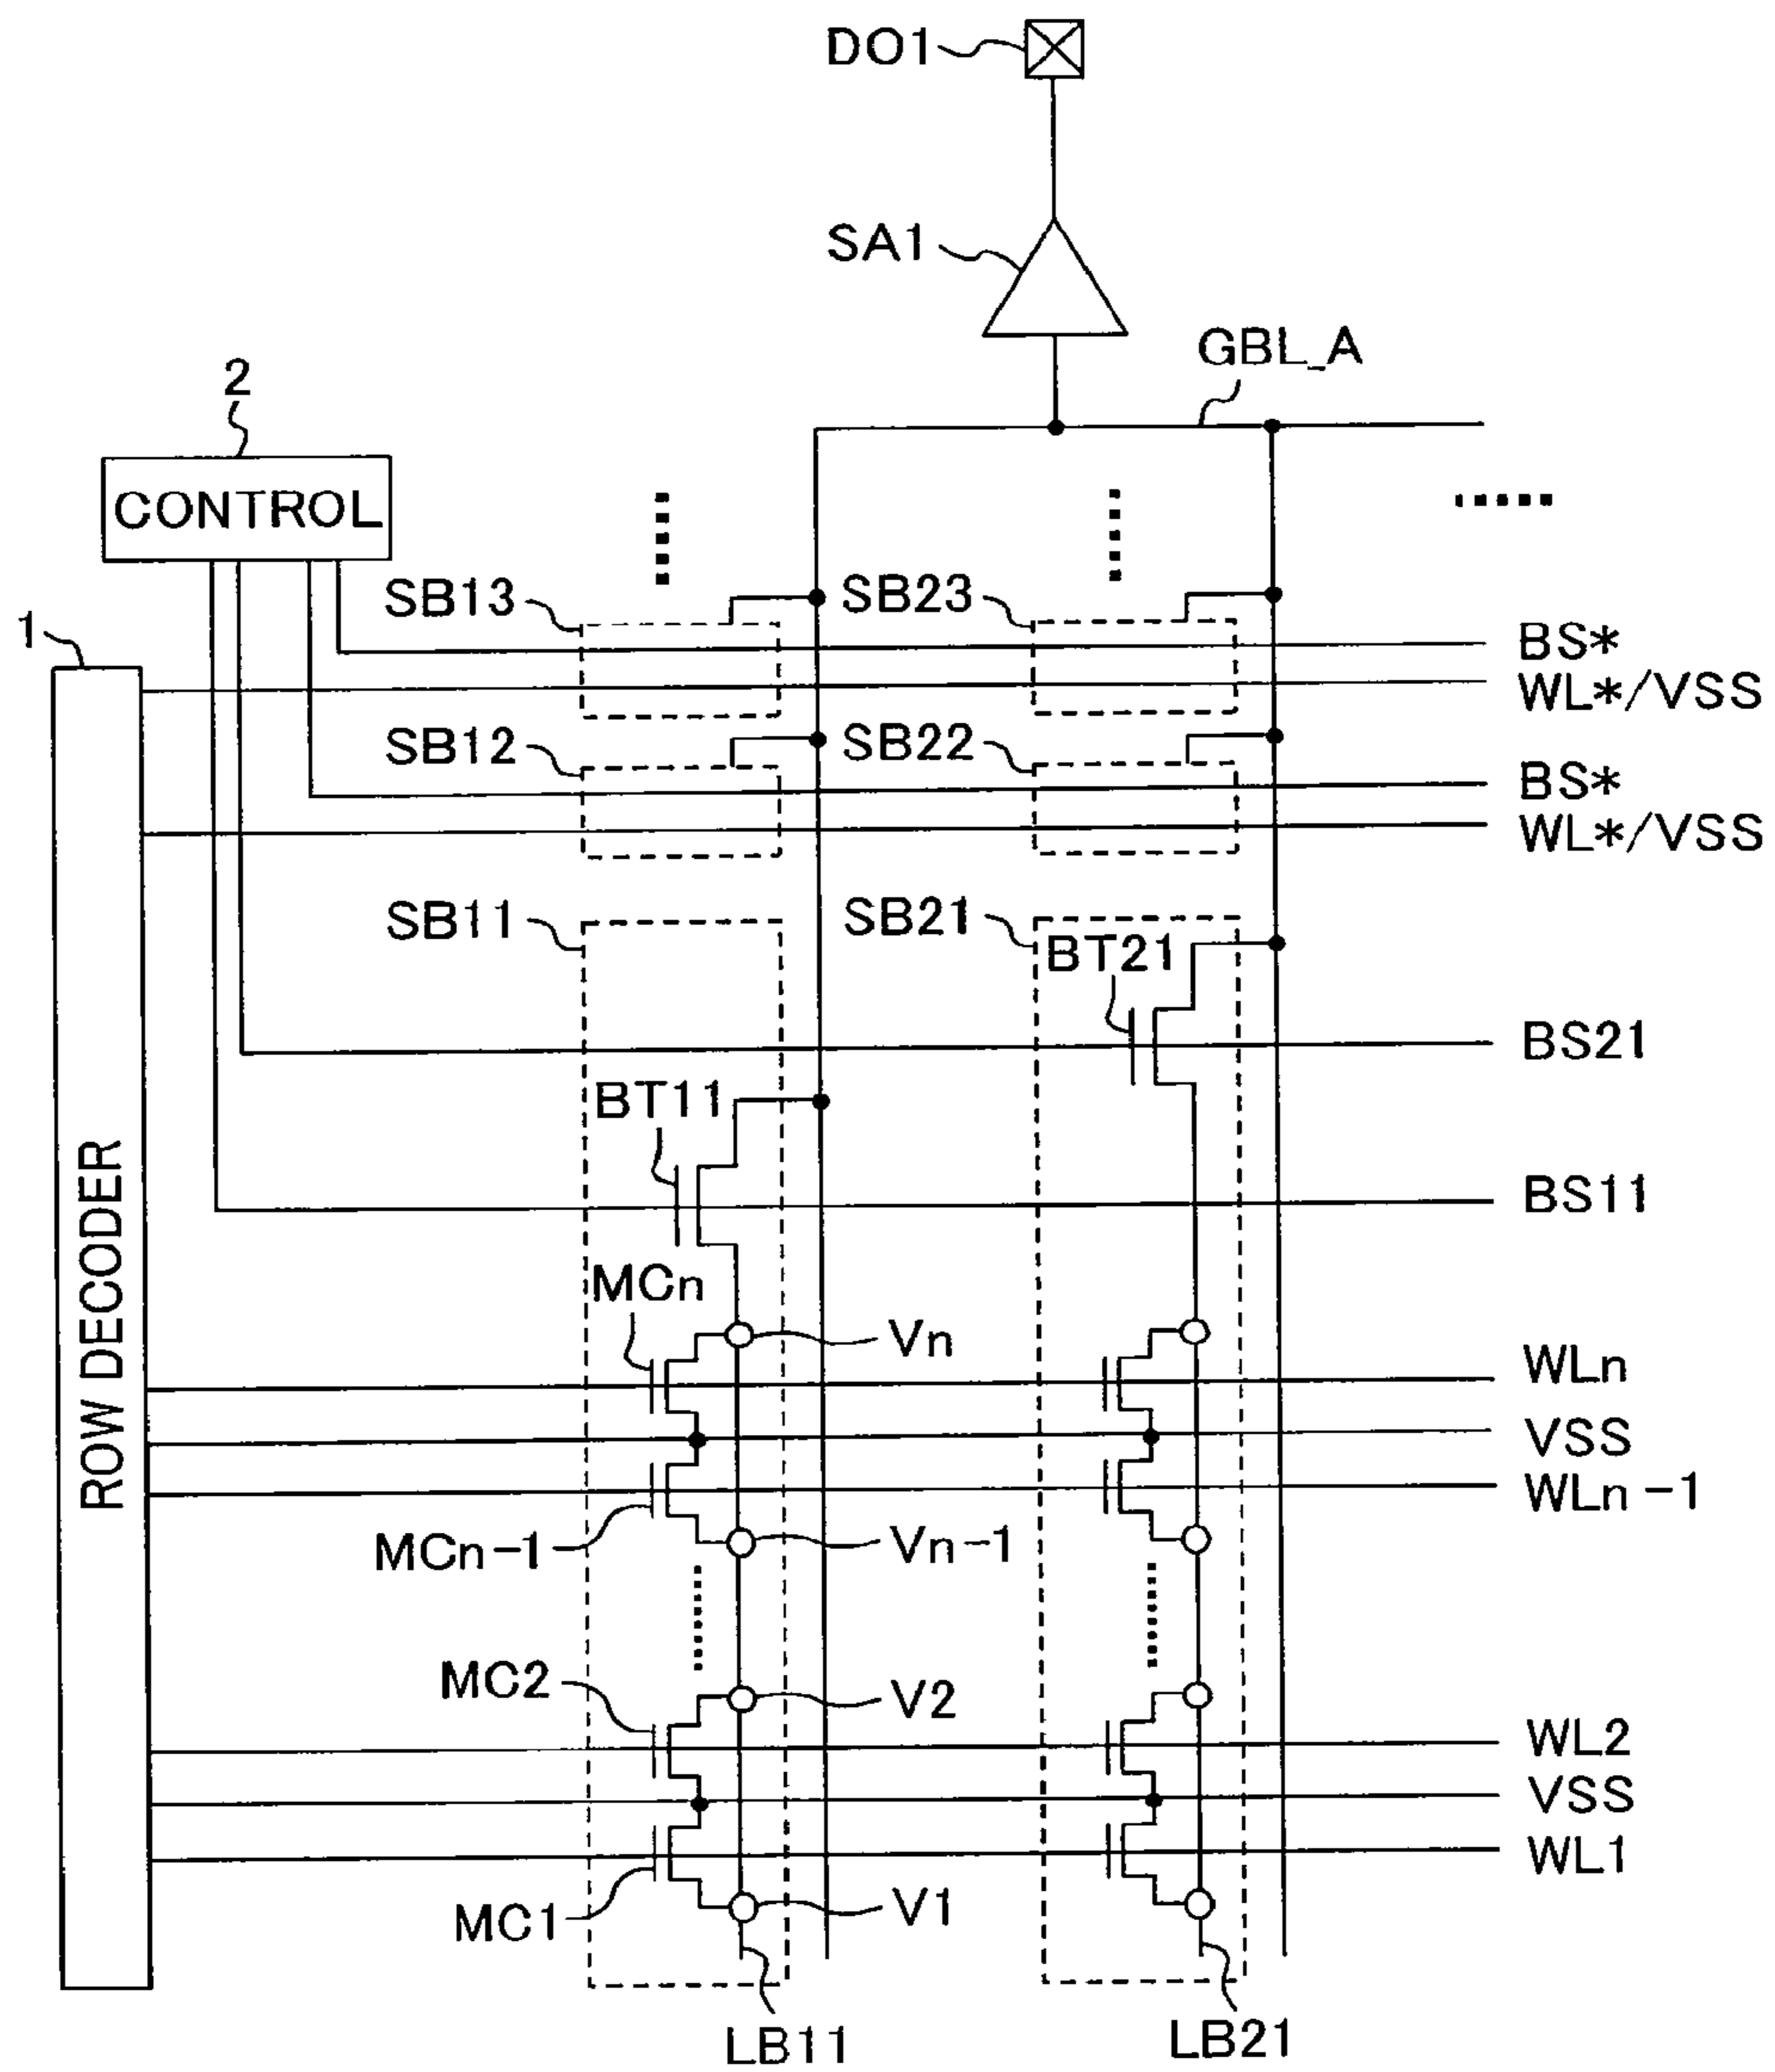 DO1
SA1
GBL_A
2
CONTROL
SB13
SB23
1
BS*
WL*/VSS
SB12
SB22
BS*
WL*/VSS
SB11
SB21
BT21
BS21
BT11
BS11
ROW DECODER
MCn
Vn
WLn
VSS
WLn-1
MCn-1
Vn-1
MC2
V2
WL2
VSS
WL1
MC1
V1
LB11
LB21